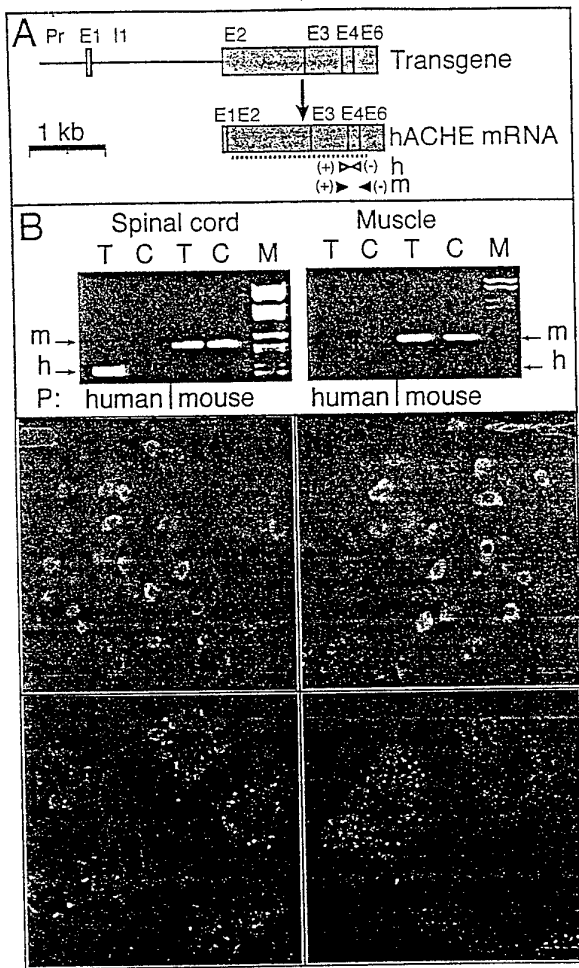 A
Pr E1 I1 E2 E3 E4 E6
Transgene
E1E2 E3 E4E6
1 kb
hACHE mRNA
(+) (-) h
(+) (-) m
B
Spinal cord Muscle
T C T C M T C T C M
m m
h h
P: human mouse human mouse